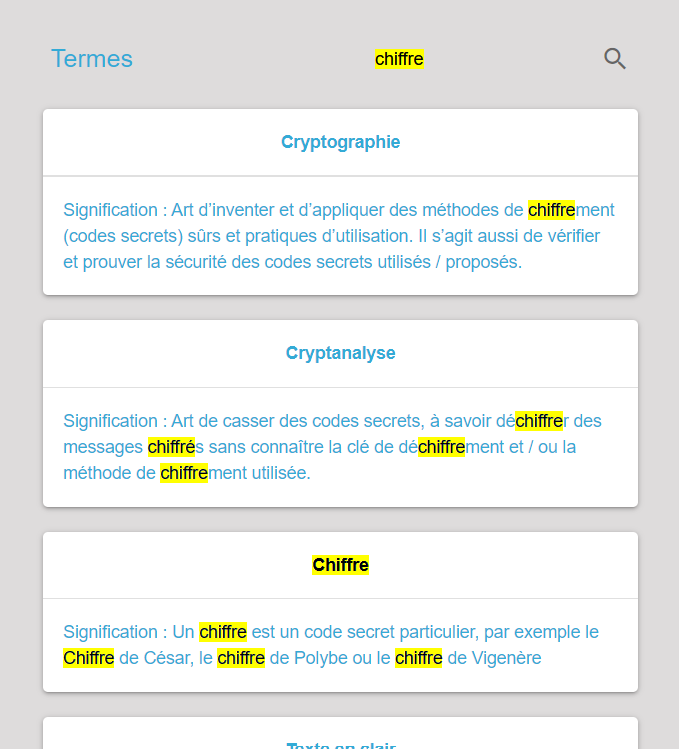 Termes chiffre
Cryptographie
Signification : Art d’inventer et d’appliquer des méthodes de chiffrement
(codes secrets) sûrs et pratiques d’utilisation. Il s’agit aussi de vérifier
et prouver la sécurité des codes secrets utilisés / proposés.
Cryptanalyse
Signification : Art de casser des codes secrets, à savoir déchiffrer des
messages chiffrés sans connaître la clé de déchiffrement et / ou la
méthode de chiffrement utilisée.
Chiffre
Signification : Un chiffre est un code secret particulier, par exemple le
Chiffre de César, le chiffre de Polybe ou le chiffre de Vigenère
Texte en clair